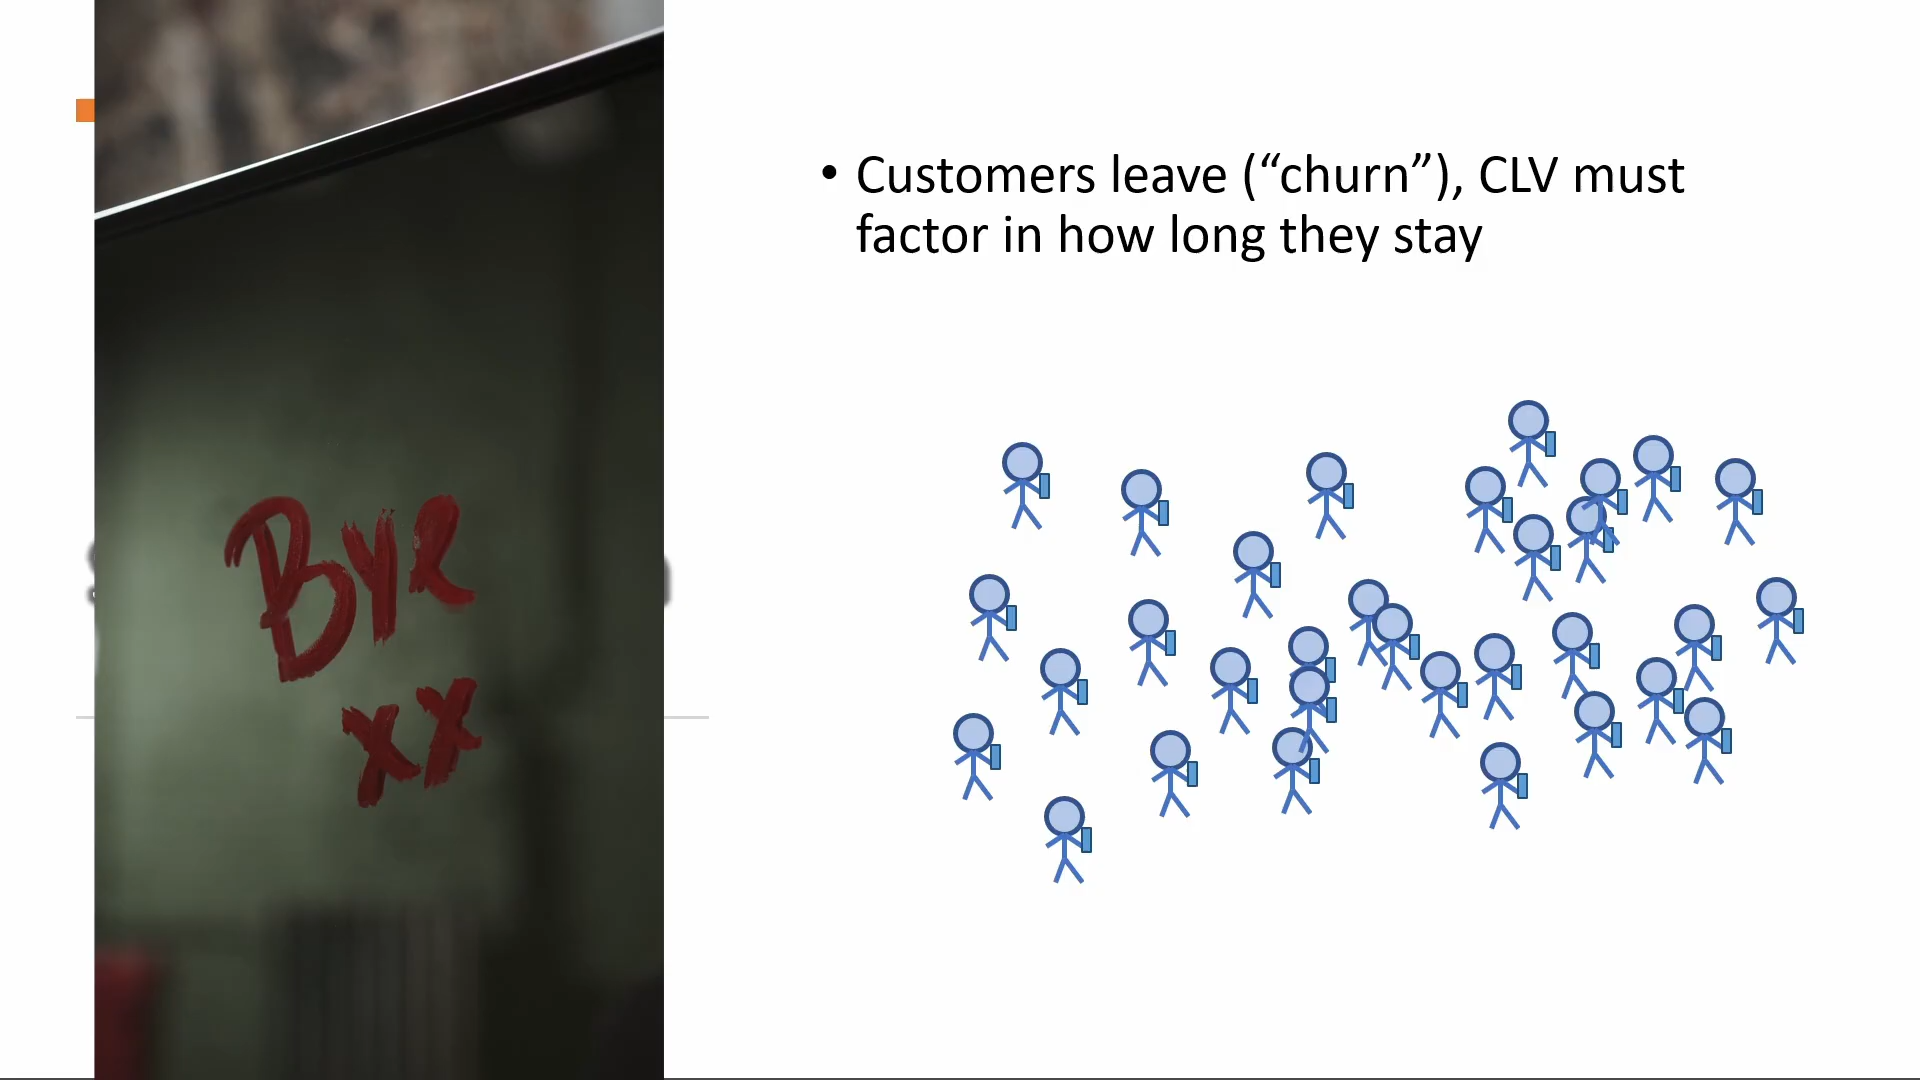 Bye
xx
• Customers leave (“churn”), CLV must
factor in how long they stay